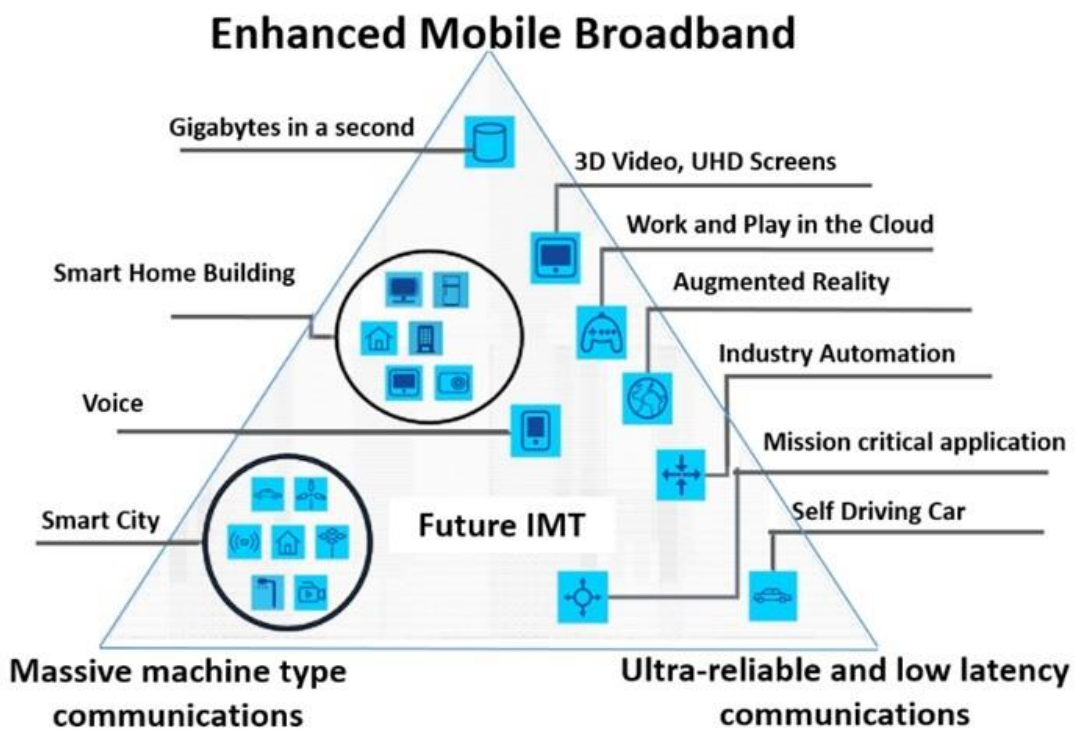 Enhanced Mobile Broadband
Gigabytes in a second
3D Video, UHD Screens
Work and Play in the Cloud
Smart Home Building
Augmented Reality
Industry Automation
Voice
Mission critical application
Smart City
Future IMT
Self Driving Car
Massive machine type
communications
Ultra-reliable and low latency
communications